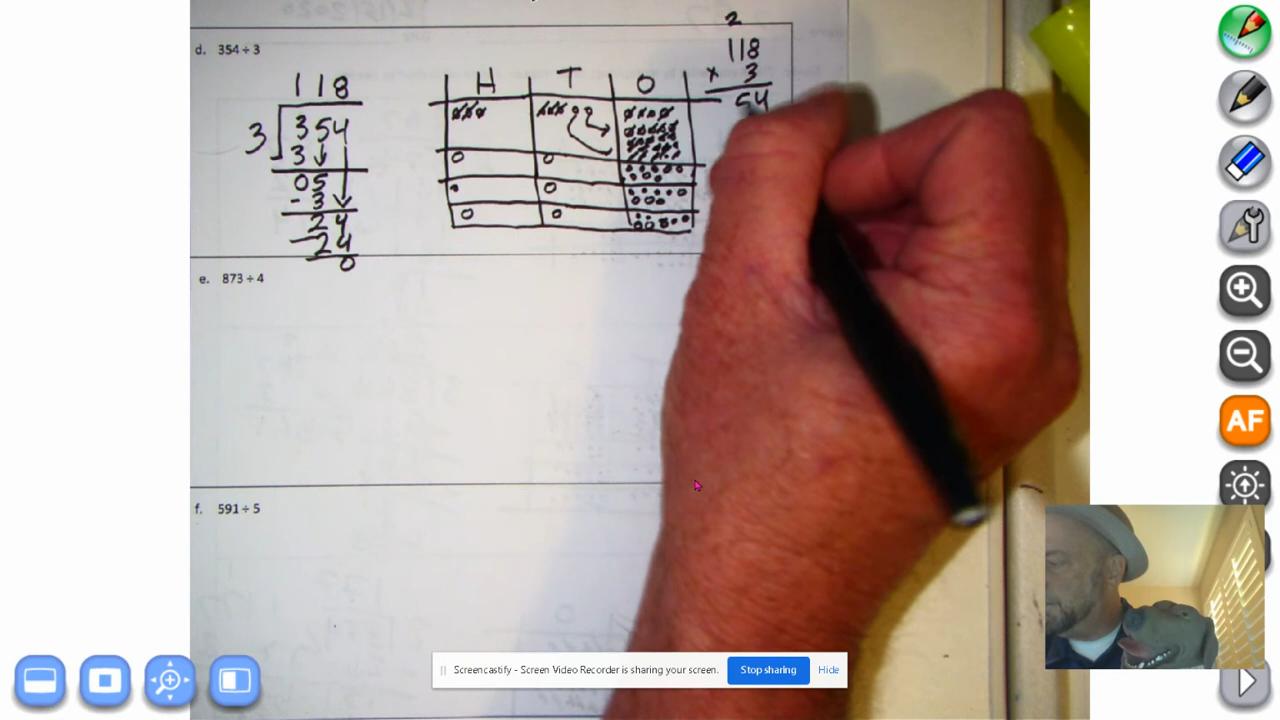 d. 354 ÷ 3
118
3 354
3
05
- 3
24
- 24
0
H T O
2
118
x 3
54
e. 873 ÷ 4
f. 591 ÷ 5
AF
Screencastify - Screen Video Recorder is sharing your screen.
Stop sharing
Hide